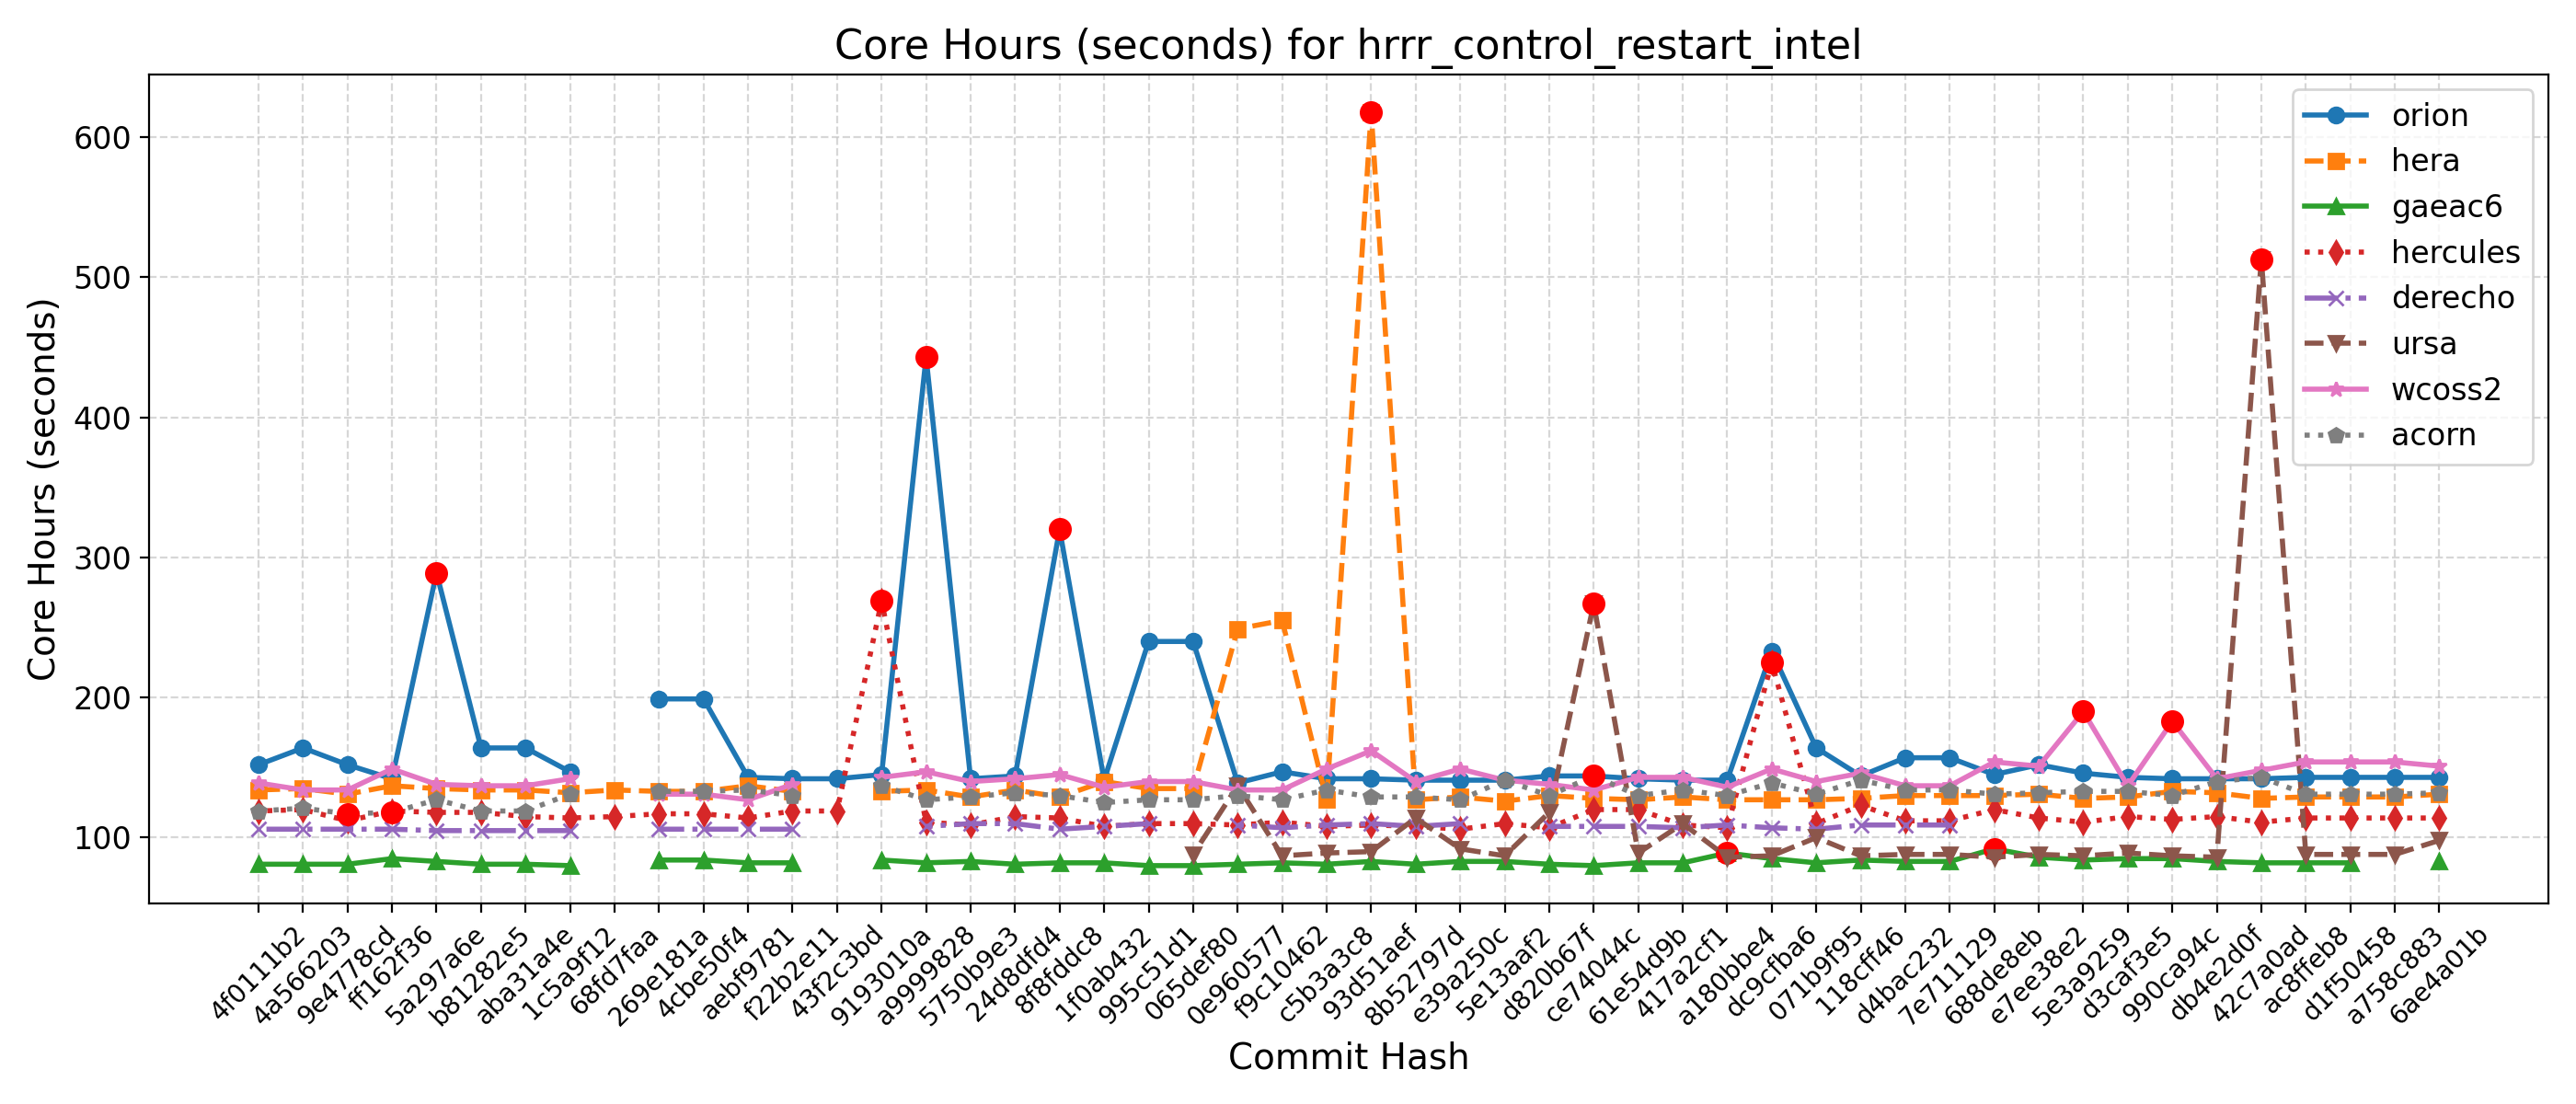 Core Hours (seconds) for hrrr_control_restart_intel
Core Hours (seconds)
600
500
400
300
200
100
orion
hera
gaeac6
hercules
derecho
ursa
wcoss2
acorn
4f0111b2
4a566203
9e4778cd
ff162f36
5a297a6e
b81282e5
aba31a4e
1c5a9f12
68fd7faa
269e181a
4cbe50f4
aebf9781
f22b2e11
43f2c3bd
9193010a
a9999828
5750b9e3
24d8dfd4
8f8fddc8
1f0ab432
995c51d1
065def80
0e960577
f9c10462
c5b3a3c8
93d51aef
8b52797d
e39a250c
5e13aaf2
d820b67f
ce74044c
61e54d9b
417a2cf1
a180bbe4
dc9cfba6
071b9f95
118cff46
d4bac232
7e711129
688de8eb
e7ee38e2
5e3a9259
d3caf3e5
990ca94c
db4e2d0f
42c7a0ad
ac8ffeb8
d1f50458
a758c883
6ae4a01b
Commit Hash